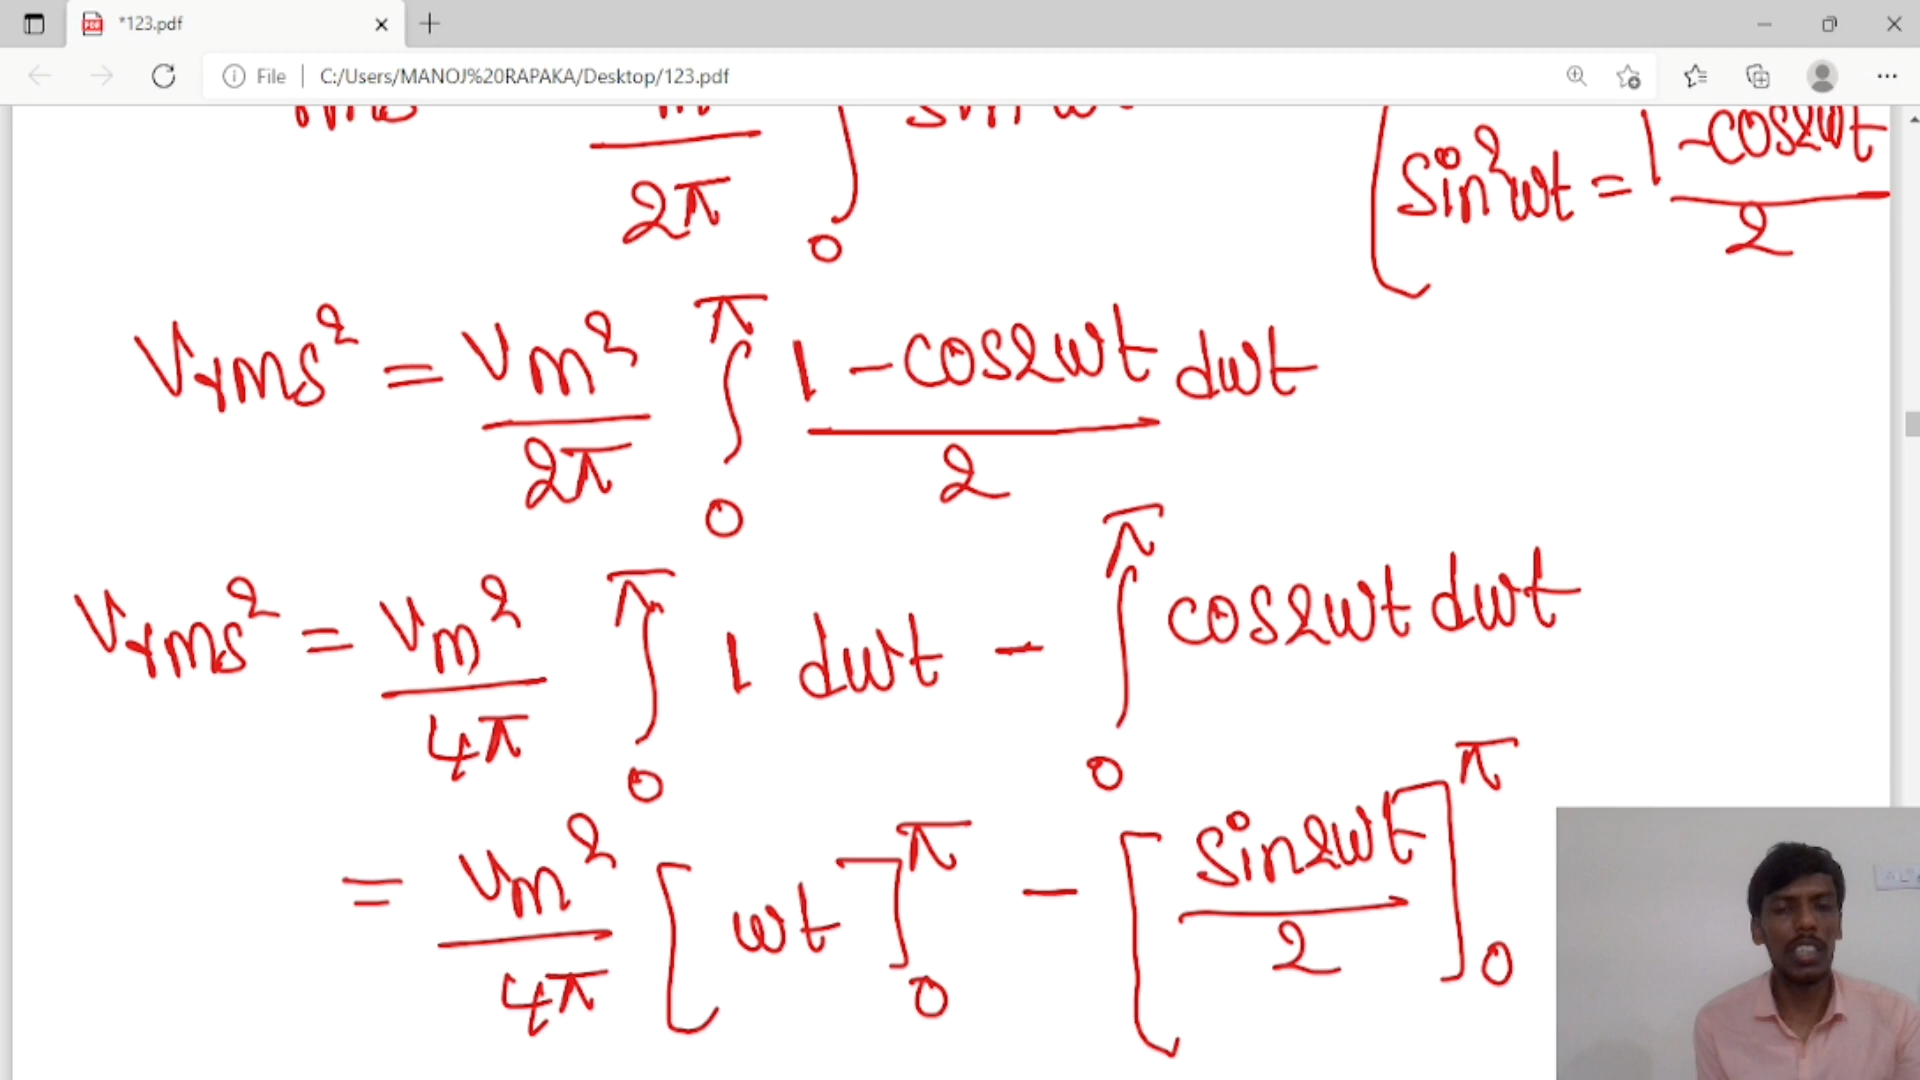 *123.pdf
File | C:/Users/MANOJ%20RAPAKA/Desktop/123.pdf
2π 0
sin²ωt = 1-cos2ωt / 2
Vrms² = Vm²/2π ∫₀^π 1-cos2ωt / 2 dωt
Vrms² = Vm²/4π ∫₀^π 1 dωt - ∫₀^π cos2ωt dωt
= Vm²/4π [ωt]₀^π - [sin2ωt / 2]₀^π